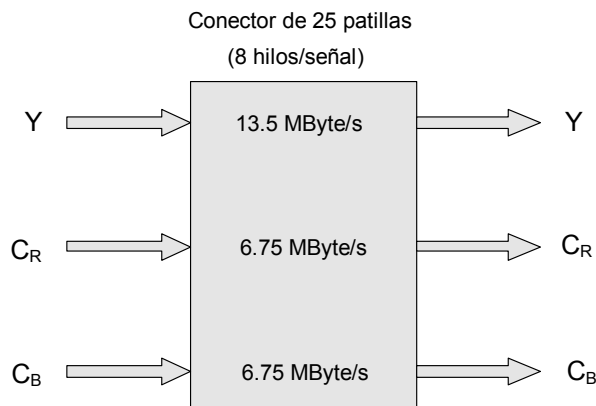 Conector de 25 patillas
(8 hilos/señal)
Y 13.5 MByte/s Y
CR 6.75 MByte/s CR
CB 6.75 MByte/s CB